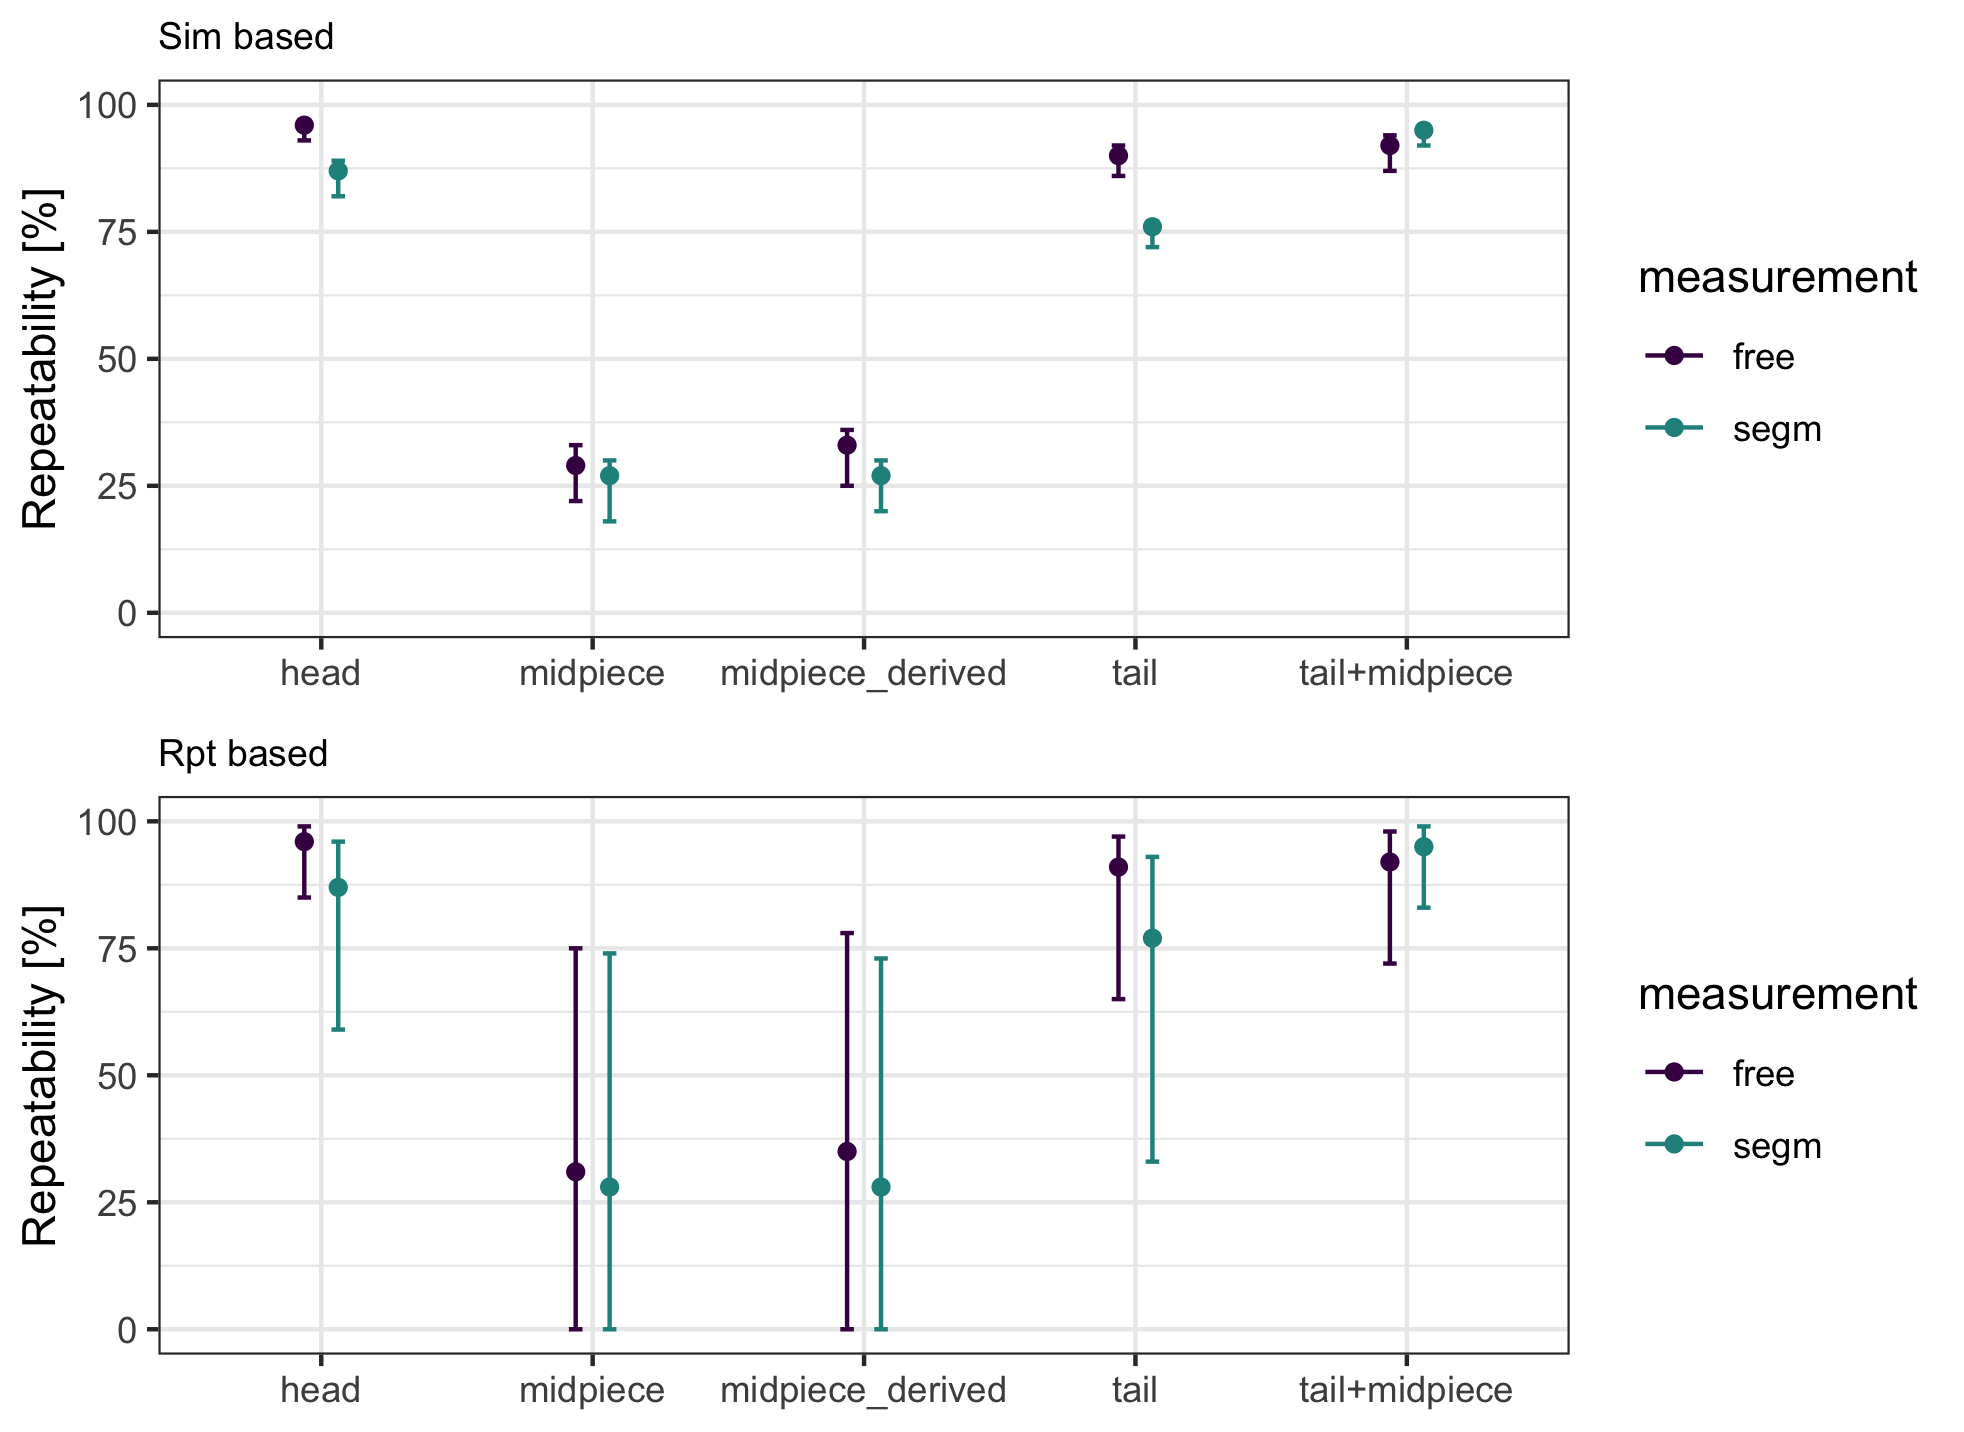 Sim based
Repeatability [%]
100
75
50
25
0
head midpiece midpiece_derived tail tail+midpiece
measurement
free
segm
Rpt based
Repeatability [%]
100
75
50
25
0
head midpiece midpiece_derived tail tail+midpiece
measurement
free
segm